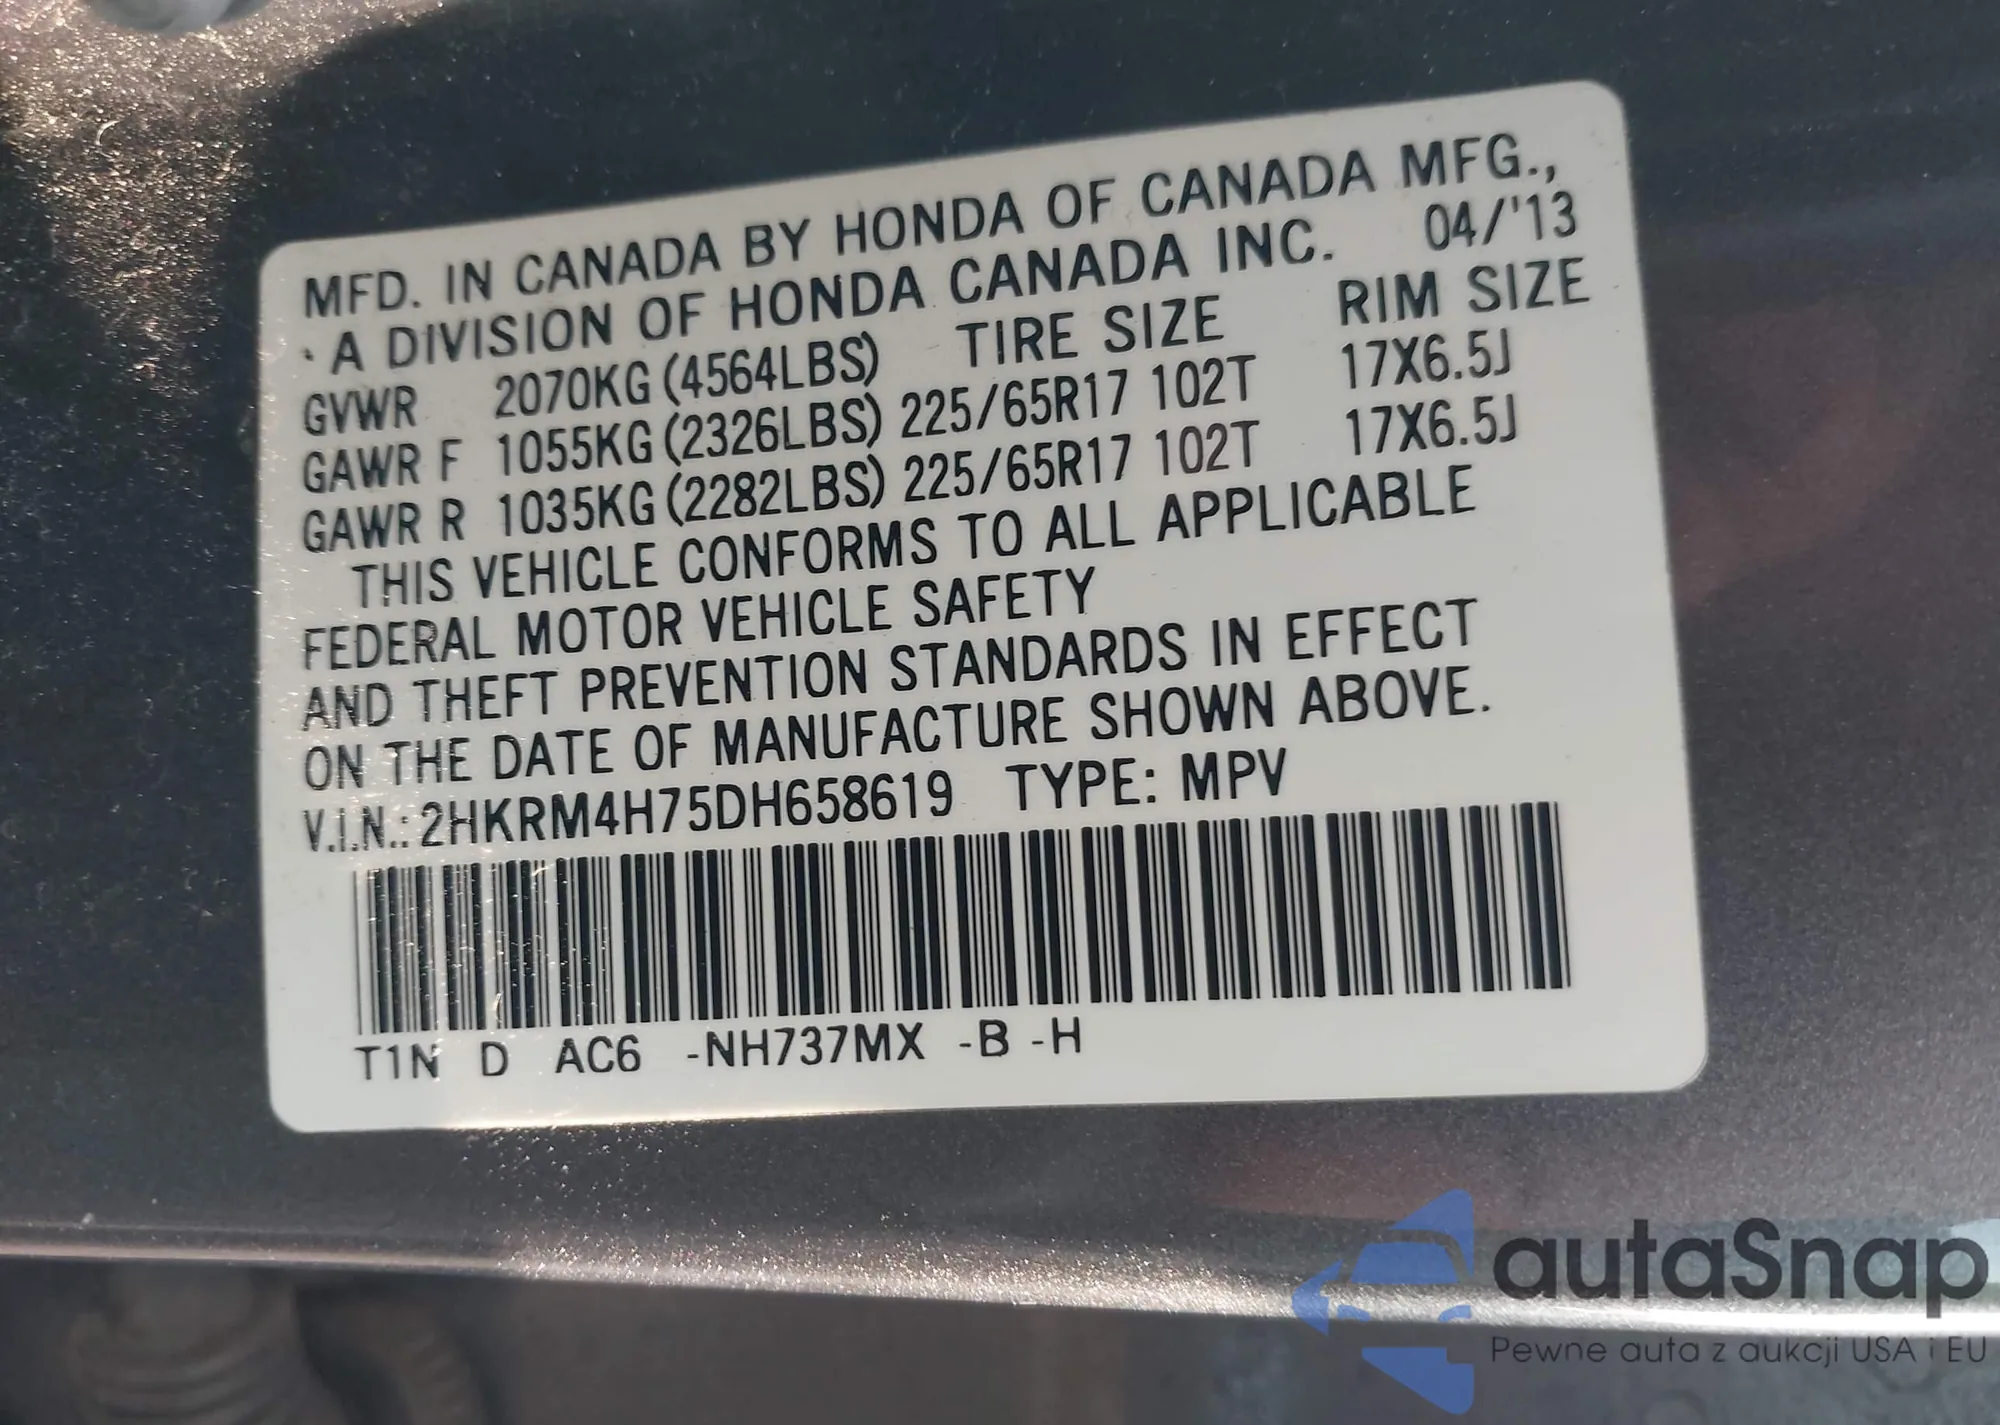 MFD. IN CANADA BY HONDA OF CANADA MFG.,
· A DIVISION OF HONDA CANADA INC. 04/'13
GVWR 2070KG (4564LBS) TIRE SIZE RIM SIZE
GAWR F 1055KG (2326LBS) 225/65R17 102T 17X6.5J
GAWR R 1035KG (2282LBS) 225/65R17 102T 17X6.5J
THIS VEHICLE CONFORMS TO ALL APPLICABLE
FEDERAL MOTOR VEHICLE SAFETY
AND THEFT PREVENTION STANDARDS IN EFFECT
ON THE DATE OF MANUFACTURE SHOWN ABOVE.
V.I.N.: 2HKRM4H75DH658619 TYPE: MPV
T1N D AC6 -NH737MX -B -H
autaSnap
Pewne auta z aukcji USA i EU